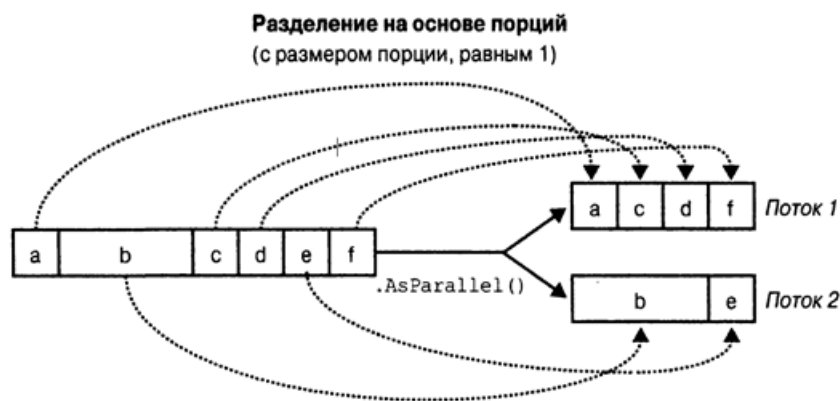 Разделение на основе порций
(с размером порции, равным 1)
a c d f Поток 1
a b c d e f
.AsParallel()
b e Поток 2